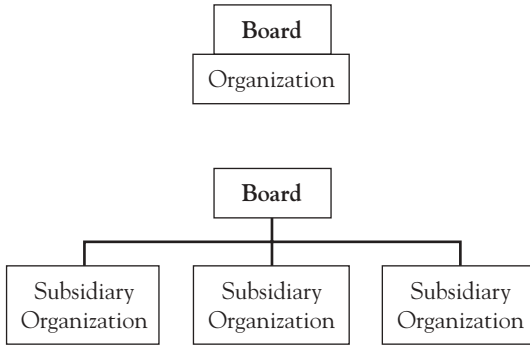 Board
Organization
Board
Subsidiary Subsidiary Subsidiary
Organization Organization Organization